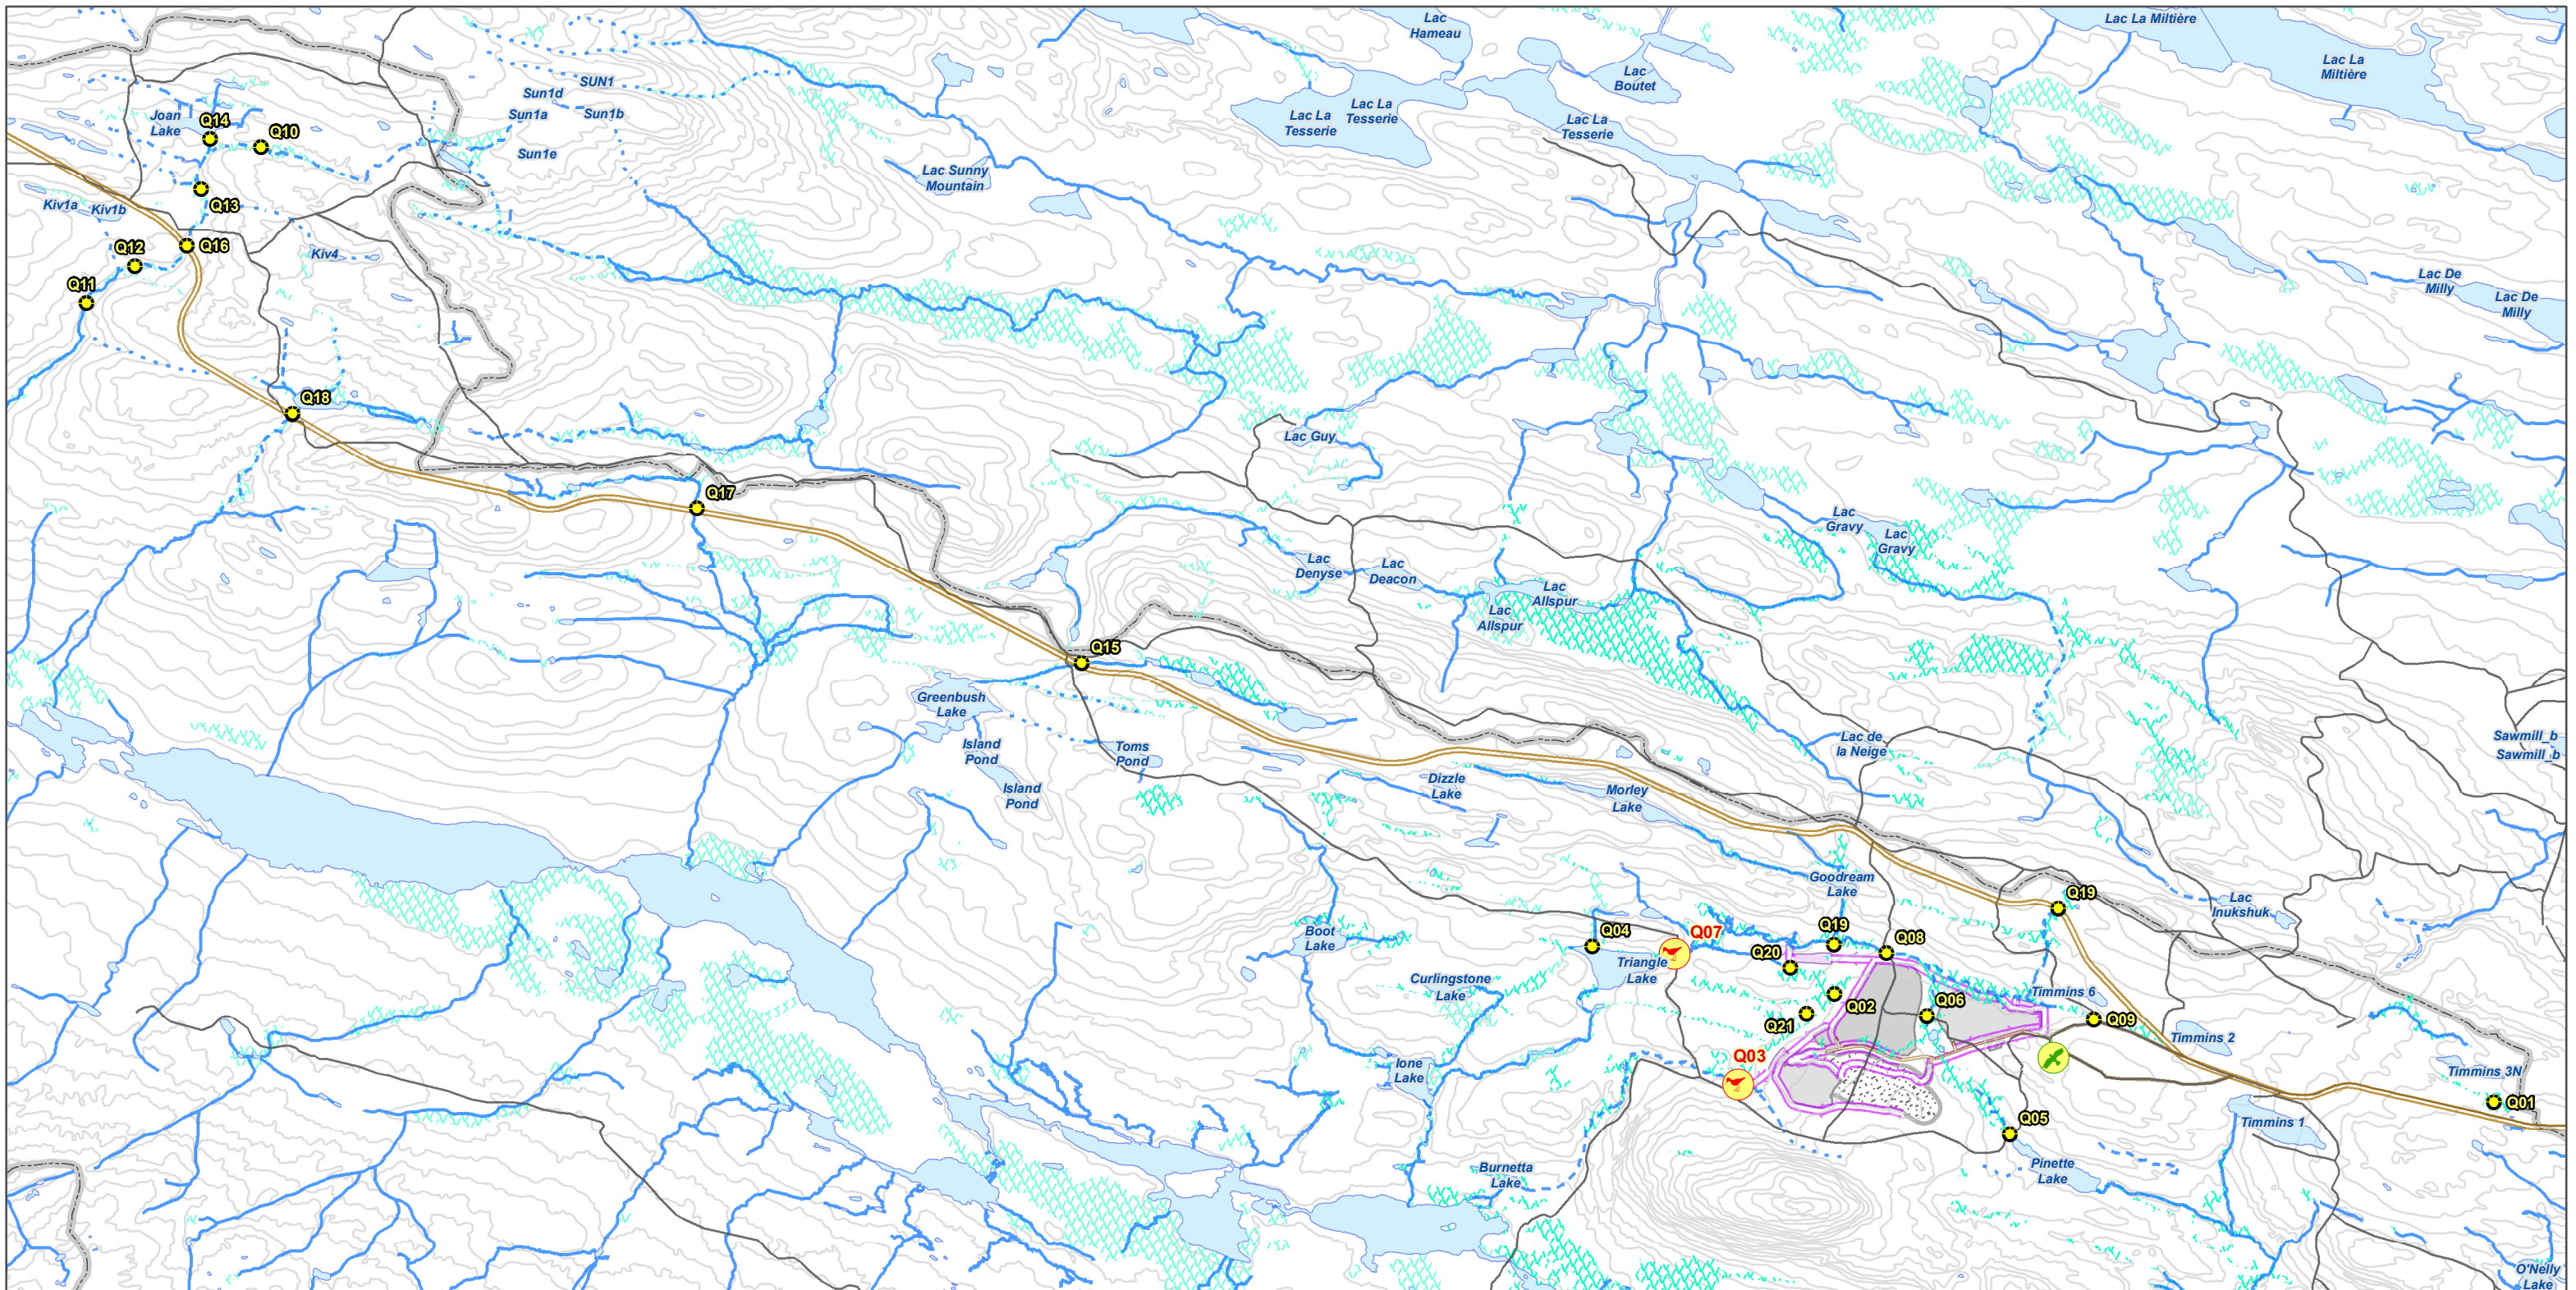 Lac
Hameau
Lac La Miltière
Lac La
Miltière
Lac
Boutet
SUN1
Sun1d
Sun1a
Sun1b
Sun1e
Lac La
Tesserie
Lac La
Tesserie
Lac La
Tesserie
Joan
Lake
Q14
Q10
Lac Sunny
Mountain
Kiv1a
Kiv1b
Q13
Q12
Q16
Kiv4
Q11
Lac De
Milly
Lac De
Milly
Q18
Lac Guy
Q17
Lac
Gravy
Lac
Gravy
Lac
Denyse
Lac
Deacon
Lac
Allspur
Lac
Allspur
Q15
Greenbush
Lake
Island
Pond
Island
Pond
Toms
Pond
Lac de
la Neige
Sawmill_b
Sawmill_b
Dizzle
Lake
Morley
Lake
Goodream
Lake
Q19
Lac
Inukshuk
Boot
Lake
Q04
Q07
Q19
Q08
Q20
Triangle
Lake
Curlingstone
Lake
Timmins 6
Q02
Q06
Q21
Q09
Timmins 2
Q03
Ione
Lake
Timmins 3N
Q01
Q05
Timmins 1
Burnetta
Lake
Pinette
Lake
O'Nelly
Lake